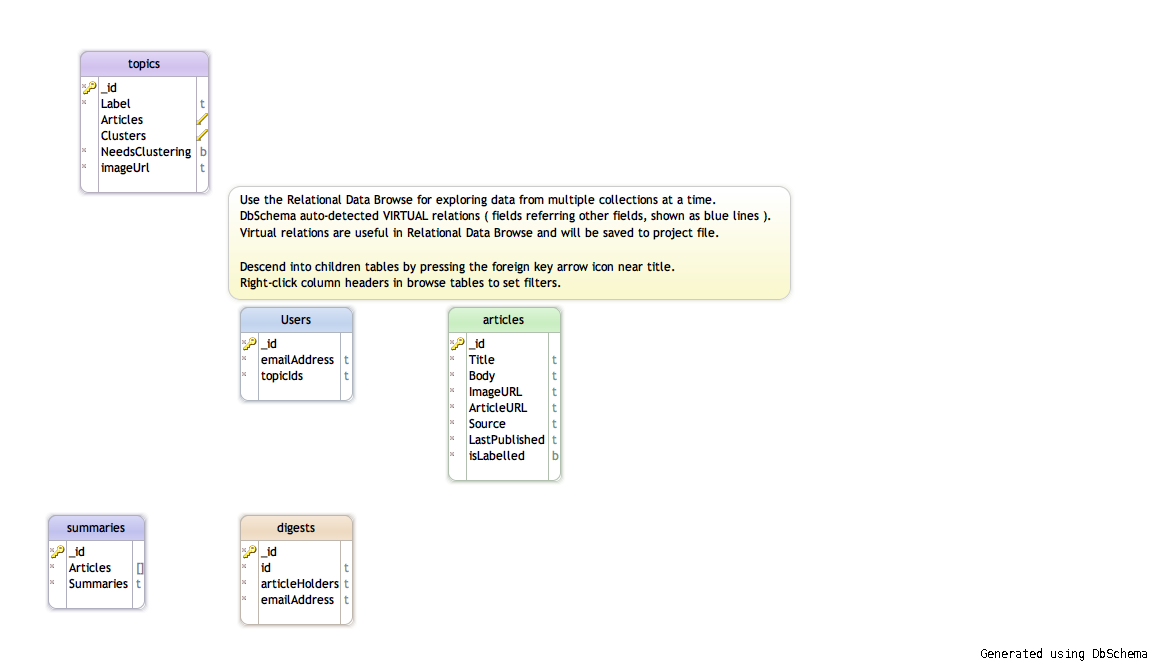 topics
_id
Label t
Articles
Clusters
NeedsClustering b
imageUrl t
Use the Relational Data Browse for exploring data from multiple collections at a time.
DbSchema auto-detected VIRTUAL relations ( fields referring other fields, shown as blue lines ).
Virtual relations are useful in Relational Data Browse and will be saved to project file.
Descend into children tables by pressing the foreign key arrow icon near title.
Right-click column headers in browse tables to set filters.
Users
_id
emailAddress t
topicIds t
articles
_id
Title t
Body t
ImageURL t
ArticleURL t
Source t
LastPublished t
isLabelled b
summaries
_id
Articles []
Summaries t
digests
_id
id t
articleHolders t
emailAddress t
Generated using DbSchema